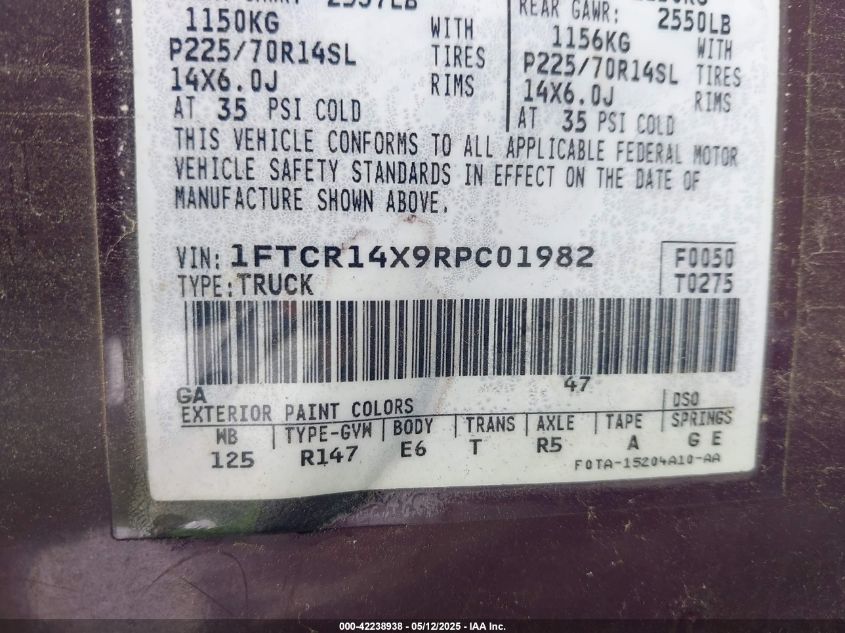 2557LB
1150KG WITH
P225/70R14SL TIRES
14X6.0J RIMS
AT 35 PSI COLD
REAR GAWR: 2550LB
1156KG WITH
P225/70R14SL TIRES
14X6.0J RIMS
AT 35 PSI COLD
THIS VEHICLE CONFORMS TO ALL APPLICABLE FEDERAL MOTOR
VEHICLE SAFETY STANDARDS IN EFFECT ON THE DATE OF
MANUFACTURE SHOWN ABOVE.
VIN: 1FTCR14X9RPC01982 F0050
TYPE: TRUCK T0275
47
GA
EXTERIOR PAINT COLORS DSO
WB TYPE-GVW BODY TRANS AXLE TAPE SPRINGS
125 R147 E6 T R5 A G E
F0TA-15204A10-AA
000-42238938 - 05/12/2025 - IAA Inc.